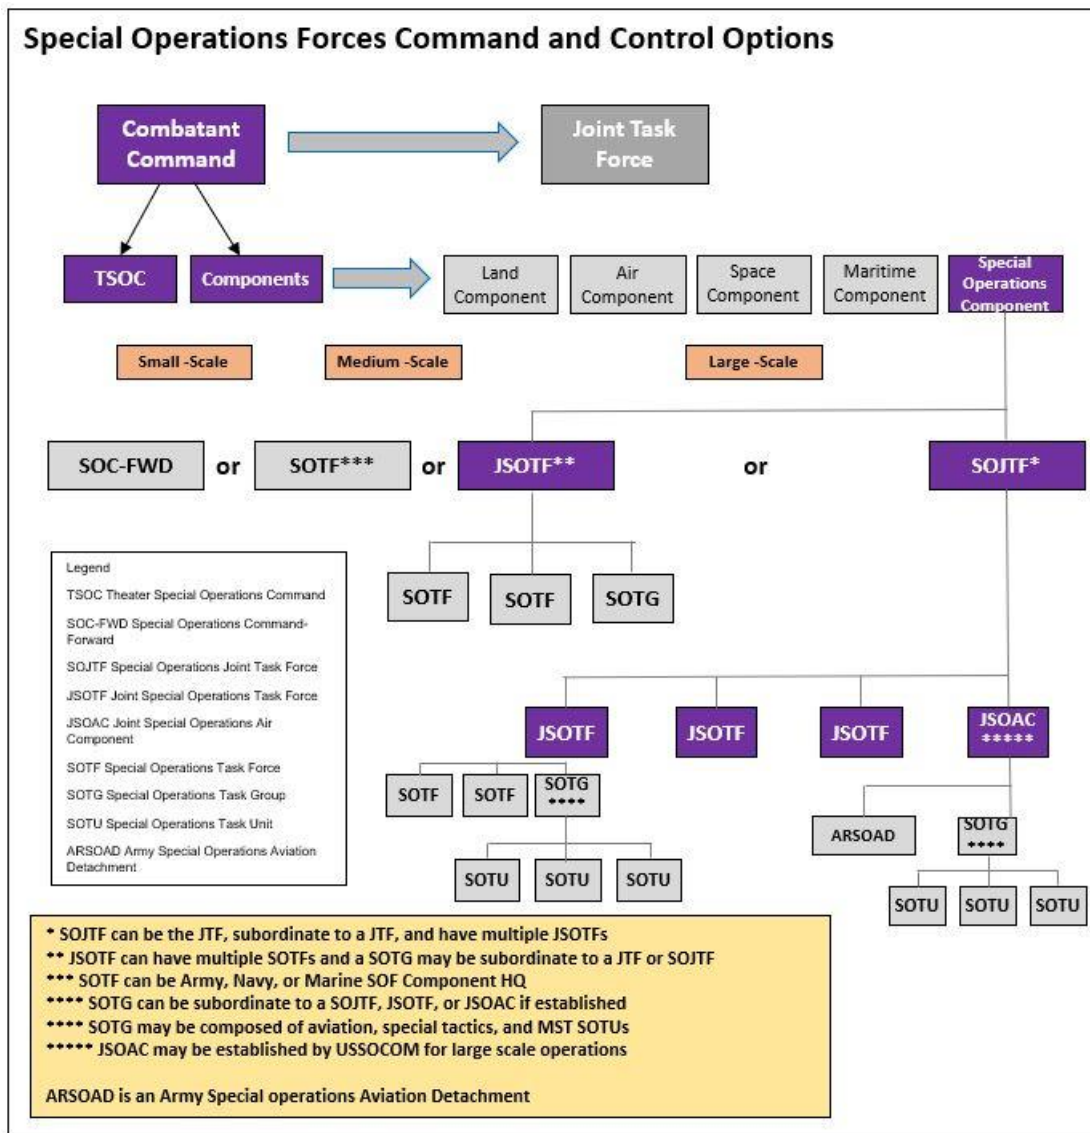 Special Operations Forces Command and Control Options
Combatant
Command
Joint Task
Force
TSOC
Components
Land
Component
Air
Component
Space
Component
Maritime
Component
Special
Operations
Component
Small -Scale
Medium -Scale
Large -Scale
SOC-FWD
or
SOTF***
or
JSOTF**
or
SOJTF*
SOTF
SOTF
SOTG
Legend
TSOC Theater Special Operations Command
SOC-FWD Special Operations Command-
Forward
SOJTF Special Operations Joint Task Force
JSOTF Joint Special Operations Task Force
JSOAC Joint Special Operations Air
Component
SOTF Special Operations Task Force
SOTG Special Operations Task Group
SOTU Special Operations Task Unit
ARSOAD Army Special Operations Aviation
Detachment
JSOTF
JSOTF
JSOTF
JSOAC
*****
SOTF
SOTF
SOTG
****
ARSOAD
SOTG
****
SOTU
SOTU
SOTU
SOTU
SOTU
SOTU
* SOJTF can be the JTF, subordinate to a JTF, and have multiple JSOTFs
** JSOTF can have multiple SOTFs and a SOTG may be subordinate to a JTF or SOJTF
*** SOTF can be Army, Navy, or Marine SOF Component HQ
**** SOTG can be subordinate to a SOJTF, JSOTF, or JSOAC if established
**** SOTG may be composed of aviation, special tactics, and MST SOTUs
***** JSOAC may be established by USSOCOM for large scale operations
ARSOAD is an Army Special operations Aviation Detachment